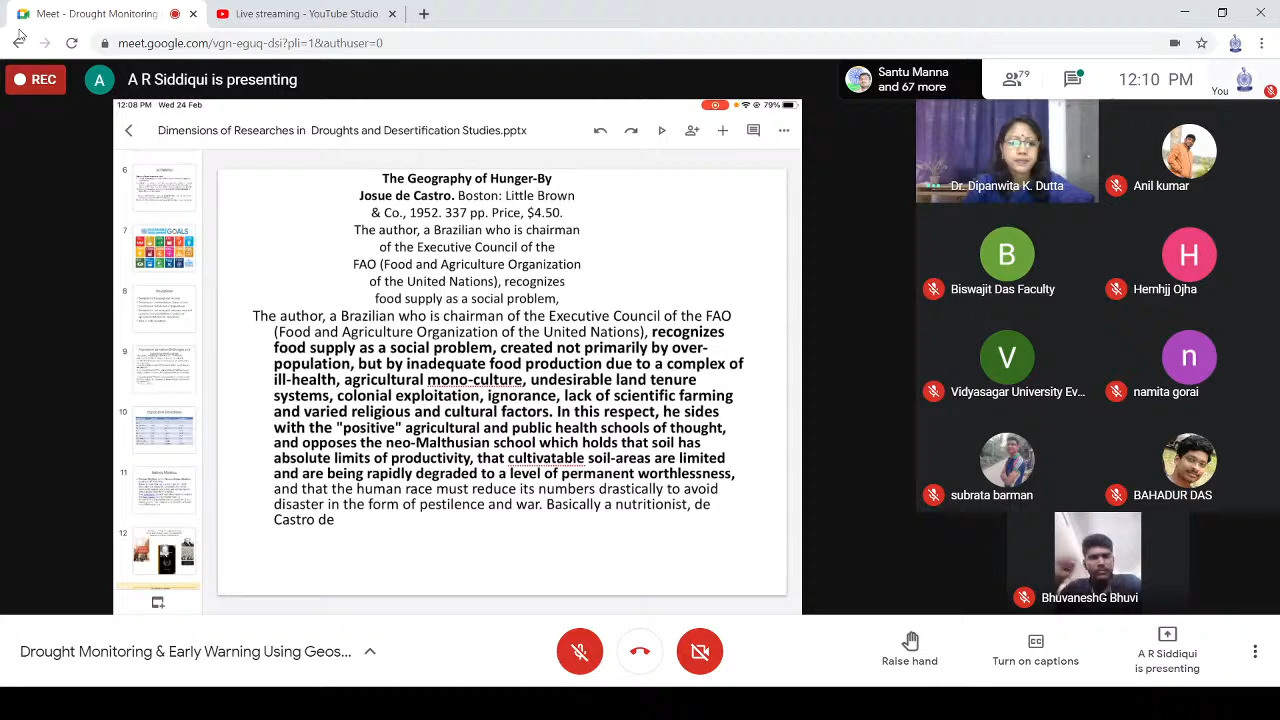 Meet - Drought Monitoring
Live streaming - YouTube Studio
meet.google.com/vgn-eguq-dsi?pli=1&authuser=0
REC
A
A R Siddiqui is presenting
Santu Manna
and 67 more
79
12:10 PM
You
12:08 PM Wed 24 Feb
79%
Dimensions of Researches in Droughts and Desertification Studies.pptx
6
7
GOALS
8
9
10
11
12
The Geography of Hunger-By
Josue de Castro. Boston: Little Brown
& Co., 1952. 337 pp. Price, $4.50.
The author, a Brazilian who is chairman
of the Executive Council of the
FAO (Food and Agriculture Organization
of the United Nations), recognizes
food supply as a social problem,
The author, a Brazilian who is chairman of the Executive Council of the FAO
(Food and Agriculture Organization of the United Nations), recognizes
food supply as a social problem, created not primarily by over-
population but by inadequate food production due to a complex of
ill-health, agricultural mono-culture, undesirable land tenure
systems, colonial exploitation, ignorance, lack of scientific farming
and varied religious and cultural factors. In this respect, he sides
with the "positive" agricultural and public health schools of thought,
and derides the neo-Malthusian school which holds that soil has
absolute limits of productivity, that cultivatable soil-areas are limited
and are being rapidly degraded to a level of permanent worthlessness,
and that the human race must reduce its numbers drastically to avoid
disaster in the form of pestilence and war. Basically a nutritionist, de
Castro de
Dr. Dipanwita
Anil kumar
B
Biswajit Das Faculty
H
Hemhjj Ojha
V
Vidyasagar University Ev...
n
namita gorai
subrata barman
BAHADUR DAS
BhuvaneshG Bhuvi
Drought Monitoring & Early Warning Using Geos...
Raise hand
Turn on captions
A R Siddiqui
is presenting